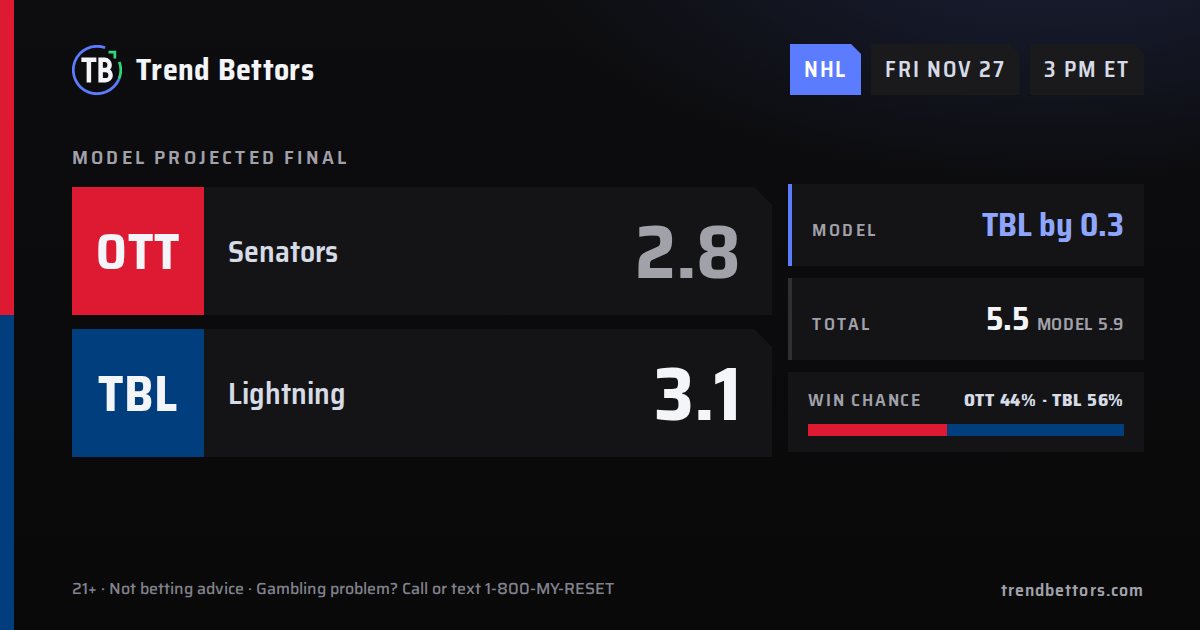 TB Trend Bettors
NHL FRI NOV 27 3 PM ET
MODEL PROJECTED FINAL
OTT Senators 2.8
TBL Lightning 3.1
MODEL TBL by 0.3
TOTAL 5.5 MODEL 5.9
WIN CHANCE OTT 44% · TBL 56%
21+ · Not betting advice · Gambling problem? Call or text 1-800-MY-RESET
trendbettors.com